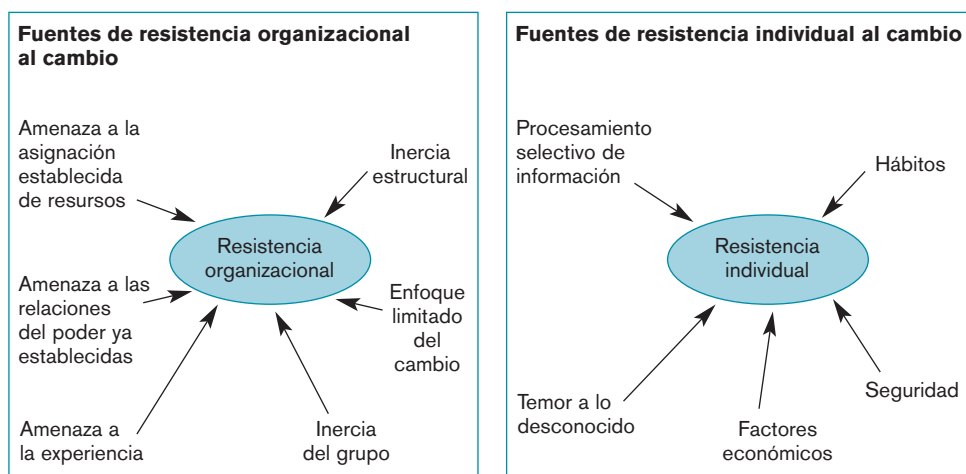 Fuentes de resistencia organizacional
al cambio
Amenaza a la
asignación
establecida
de recursos
Inercia
estructural
Resistencia
organizacional
Amenaza a las
relaciones
del poder ya
establecidas
Enfoque
limitado
del
cambio
Amenaza a
la experiencia
Inercia
del grupo
Fuentes de resistencia individual al cambio
Procesamiento
selectivo de
información
Hábitos
Resistencia
individual
Temor a lo
desconocido
Factores
económicos
Seguridad